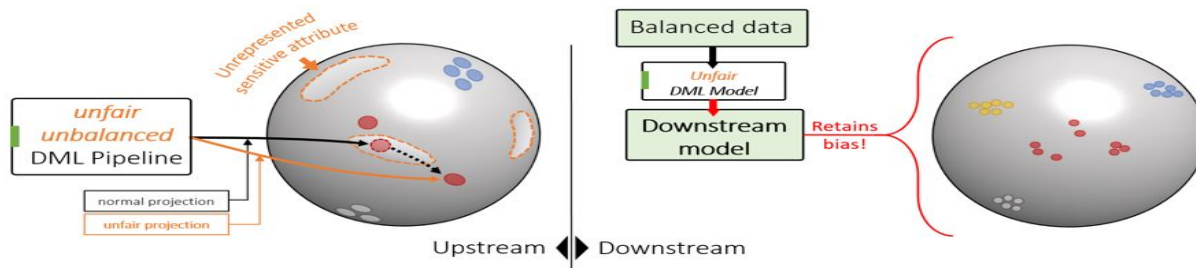 Unrepresented
sensitive attribute
unfair
unbalanced
DML Pipeline
normal projection
unfair projection
Upstream
Downstream
Balanced data
Unfair
DML Model
Downstream
model
Retains
bias!